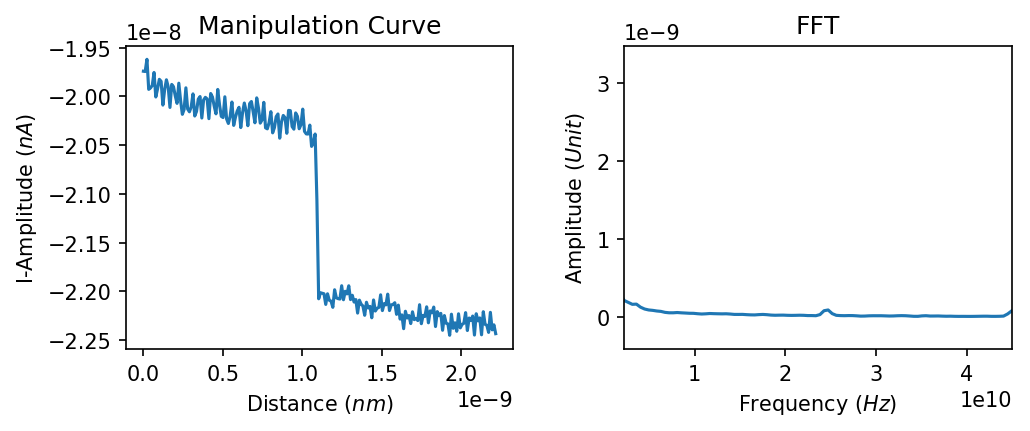 Manipulation Curve
1e−8
−1.95
−2.00
−2.05
−2.10
−2.15
−2.20
−2.25
I-Amplitude (nA)
0.0 0.5 1.0 1.5 2.0
1e−9
Distance (nm)
FFT
1e−9
3
2
1
0
Amplitude (Unit)
1 2 3 4
1e10
Frequency (Hz)